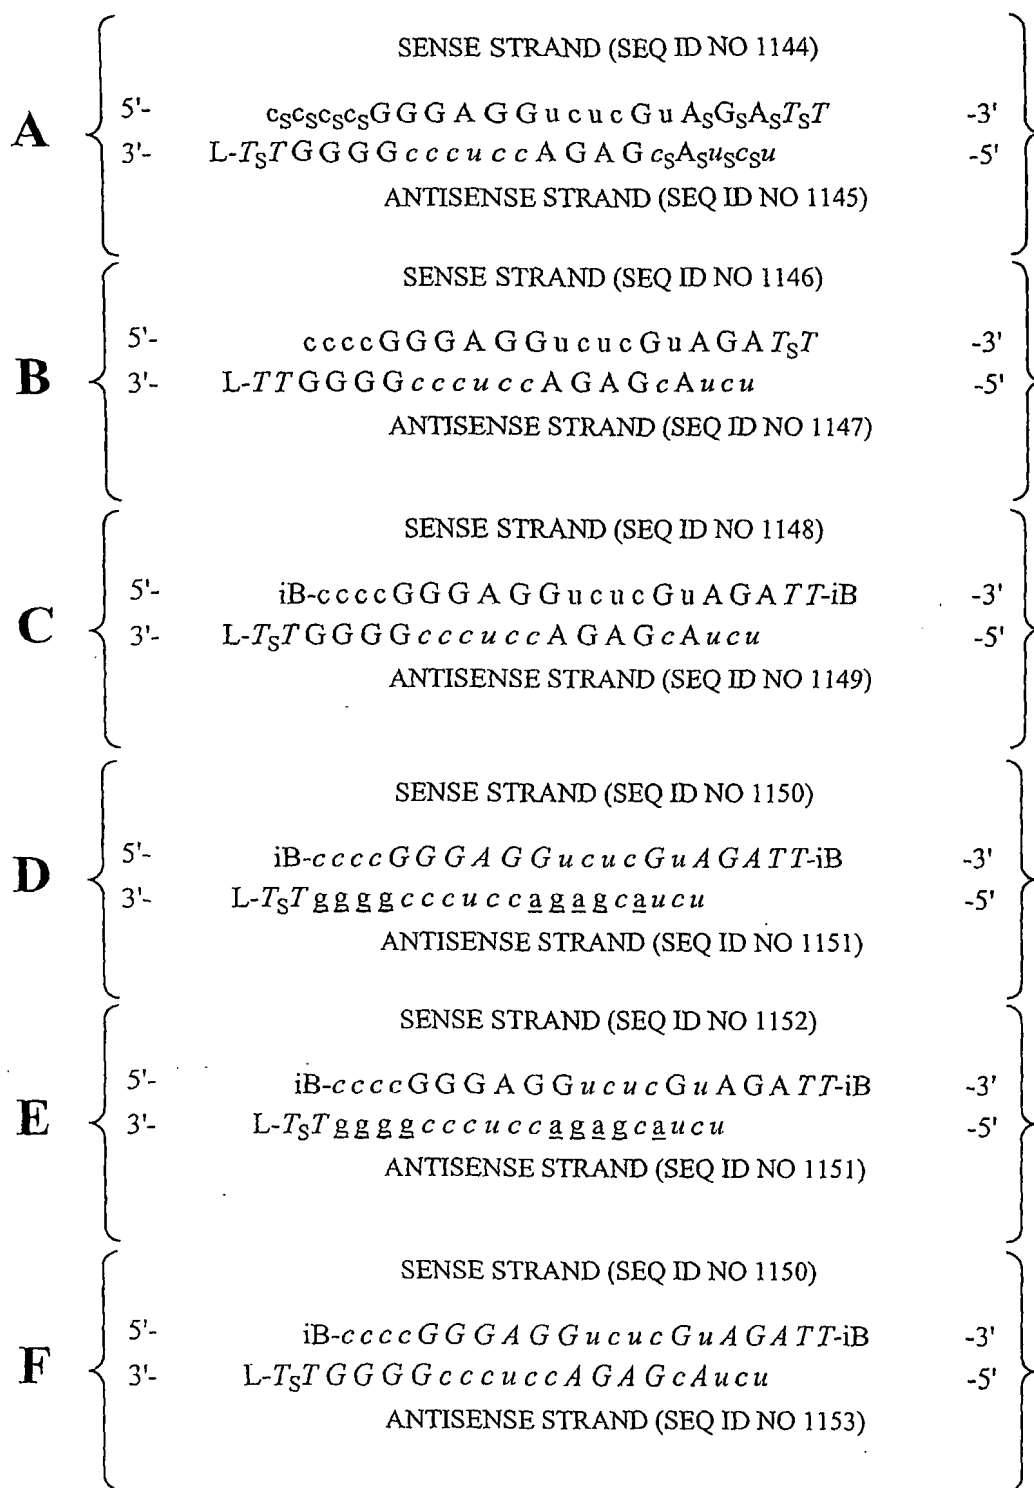 SENSE STRAND (SEQ ID NO 1144)
A
5'- cScScScSGGGAGGucucGuASGSASTST -3'
3'- L-TSTGGGGcccuccAGAGcSASuScSu -5'
ANTISENSE STRAND (SEQ ID NO 1145)
SENSE STRAND (SEQ ID NO 1146)
B
5'- ccccGGGAGGucucGuAGATST -3'
3'- L-TTGGGGcccuccAGAGcAucu -5'
ANTISENSE STRAND (SEQ ID NO 1147)
SENSE STRAND (SEQ ID NO 1148)
C
5'- iB-ccccGGGAGGucucGuAGATT-iB -3'
3'- L-TSTGGGGcccuccAGAGcAucu -5'
ANTISENSE STRAND (SEQ ID NO 1149)
SENSE STRAND (SEQ ID NO 1150)
D
5'- iB-ccccGGGAGGucucGuAGATT-iB -3'
3'- L-TSTggggcccuccagagcaucu -5'
ANTISENSE STRAND (SEQ ID NO 1151)
SENSE STRAND (SEQ ID NO 1152)
E
5'- iB-ccccGGGAGGucucGuAGATT-iB -3'
3'- L-TSTggggcccuccagagcaucu -5'
ANTISENSE STRAND (SEQ ID NO 1151)
SENSE STRAND (SEQ ID NO 1150)
F
5'- iB-ccccGGGAGGucucGuAGATT-iB -3'
3'- L-TSTGGGGcccuccAGAGcAucu -5'
ANTISENSE STRAND (SEQ ID NO 1153)